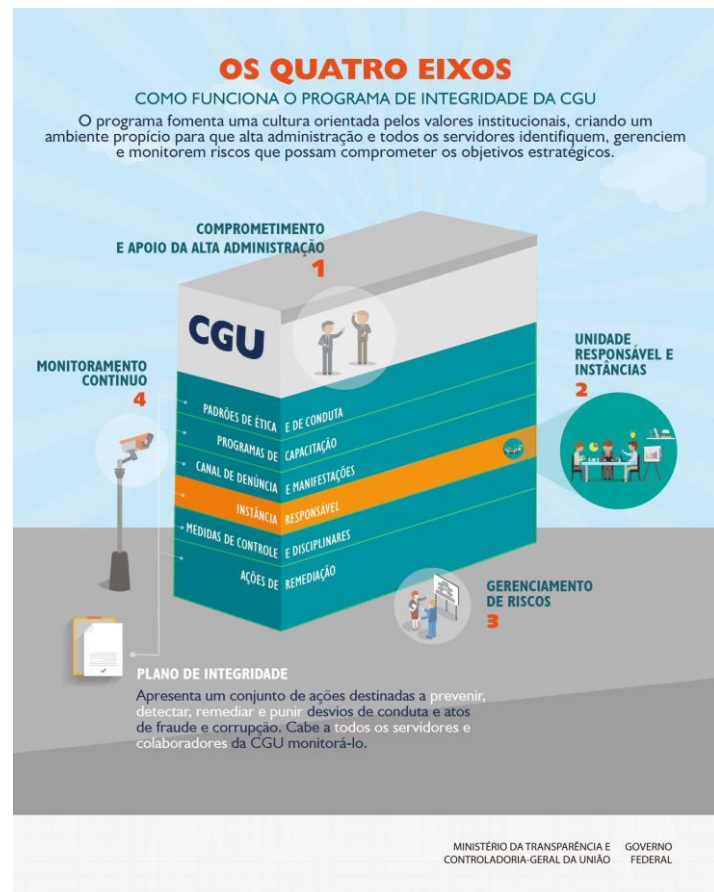 OS QUATRO EIXOS
COMO FUNCIONA O PROGRAMA DE INTEGRIDADE DA CGU
O programa fomenta uma cultura orientada pelos valores institucionais, criando um
ambiente propício para que alta administração e todos os servidores identifiquem, gerenciem
e monitorem riscos que possam comprometer os objetivos estratégicos.
COMPROMETIMENTO
E APOIO DA ALTA ADMINISTRAÇÃO
1
CGU
UNIDADE
RESPONSÁVEL E
INSTÂNCIAS
2
MONITORAMENTO
CONTINUO
4
PADRÕES DE ÉTICA E DE CONDUTA
PROGRAMAS DE CAPACITAÇÃO
CANAL DE DENÚNCIA E MANIFESTAÇÕES
INSTÂNCIA RESPONSÁVEL
MEDIDAS DE CONTROLE E DISCIPLINARES
AÇÕES DE REMEDIAÇÃO
GERENCIAMENTO
DE RISCOS
3
PLANO DE INTEGRIDADE
Apresenta um conjunto de ações destinadas a prevenir,
detectar, remediar e punir desvios de conduta e atos
de fraude e corrupção. Cabe a todos os servidores e
colaboradores da CGU monitorá-lo.
MINISTÉRIO DA TRANSPARÊNCIA E GOVERNO
CONTROLADORIA-GERAL DA UNIÃO FEDERAL